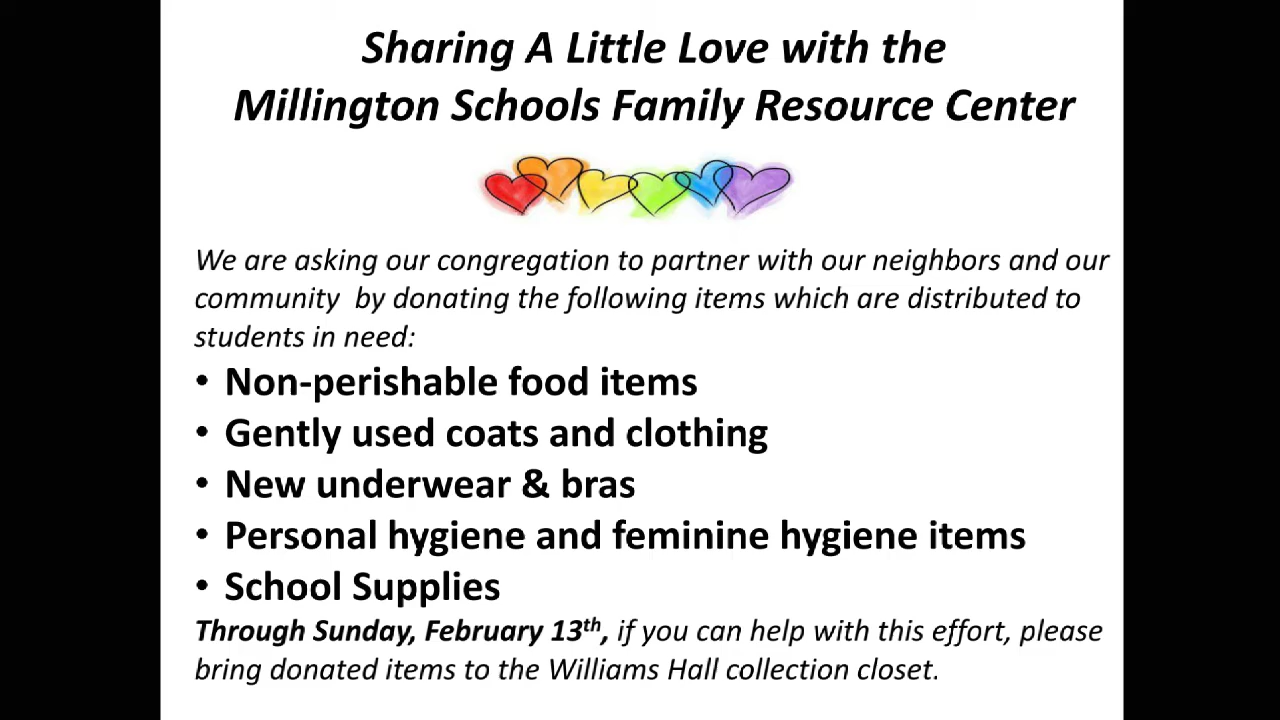 Sharing A Little Love with the
Millington Schools Family Resource Center
We are asking our congregation to partner with our neighbors and our
community  by donating the following items which are distributed to
students in need:
• Non-perishable food items
• Gently used coats and clothing
• New underwear & bras
• Personal hygiene and feminine hygiene items
• School Supplies
Through Sunday, February 13th, if you can help with this effort, please
bring donated items to the Williams Hall collection closet.